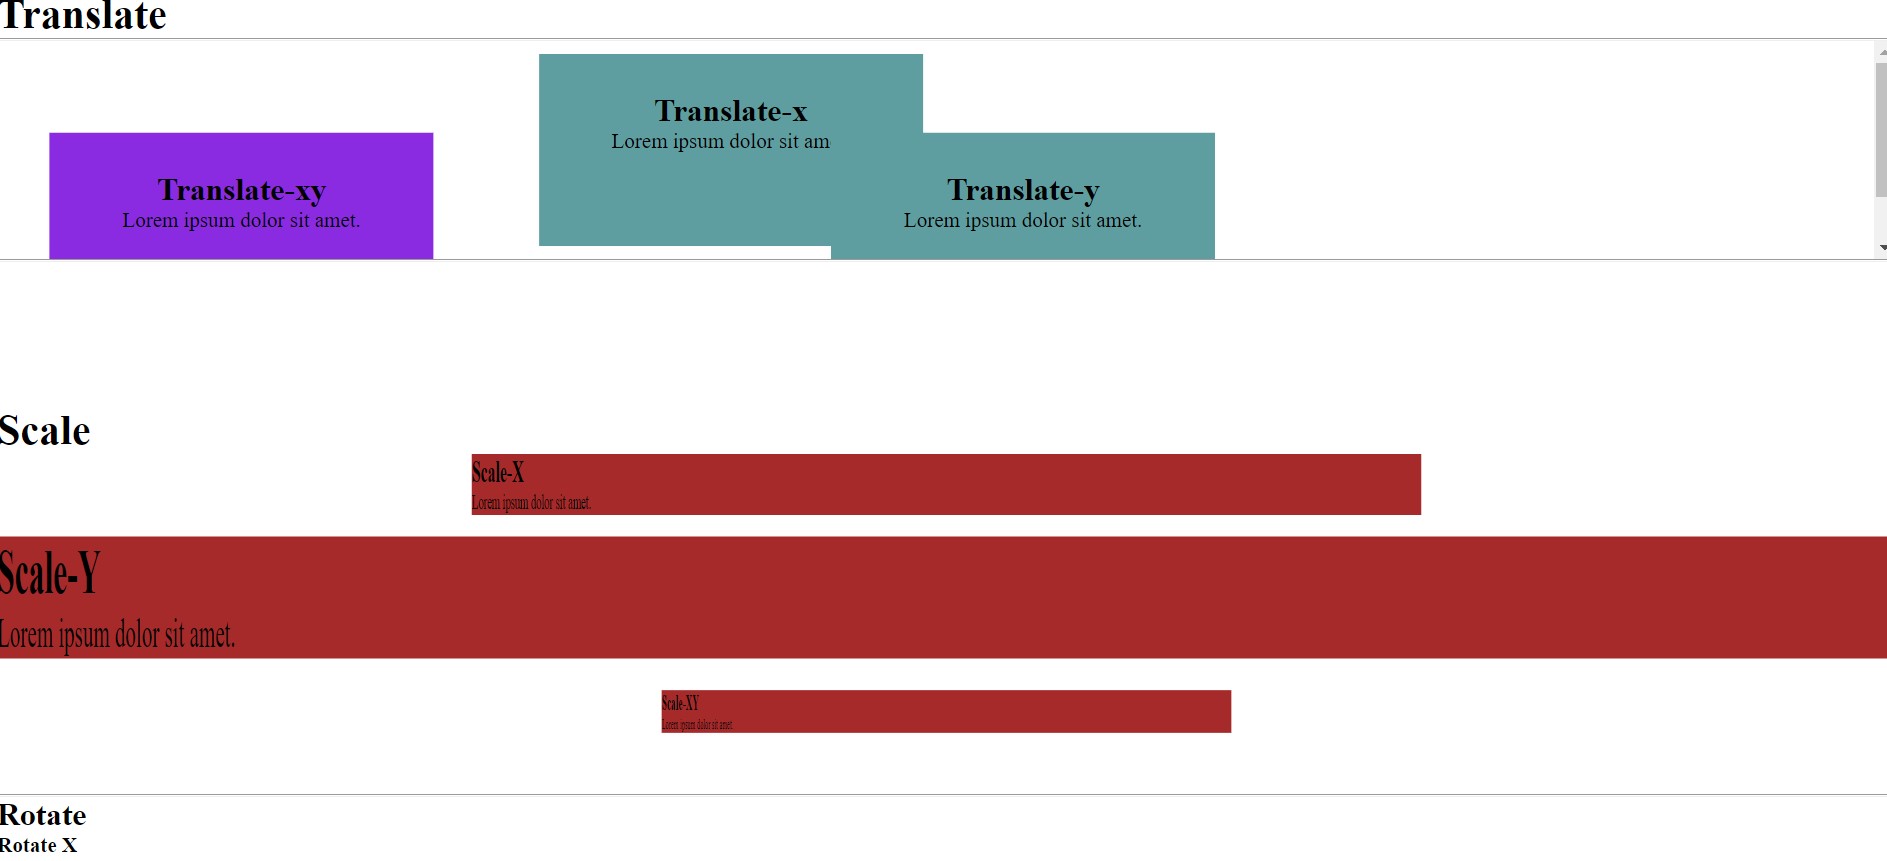 Translate
Translate-x
Lorem ipsum dolor sit am
Translate-xy
Lorem ipsum dolor sit amet.
Translate-y
Lorem ipsum dolor sit amet.
Scale
Scale-X
Lorem ipsum dolor sit amet.
Scale-Y
Lorem ipsum dolor sit amet.
Scale-XY
Lorem ipsum dolor sit amet.
Rotate
Rotate X